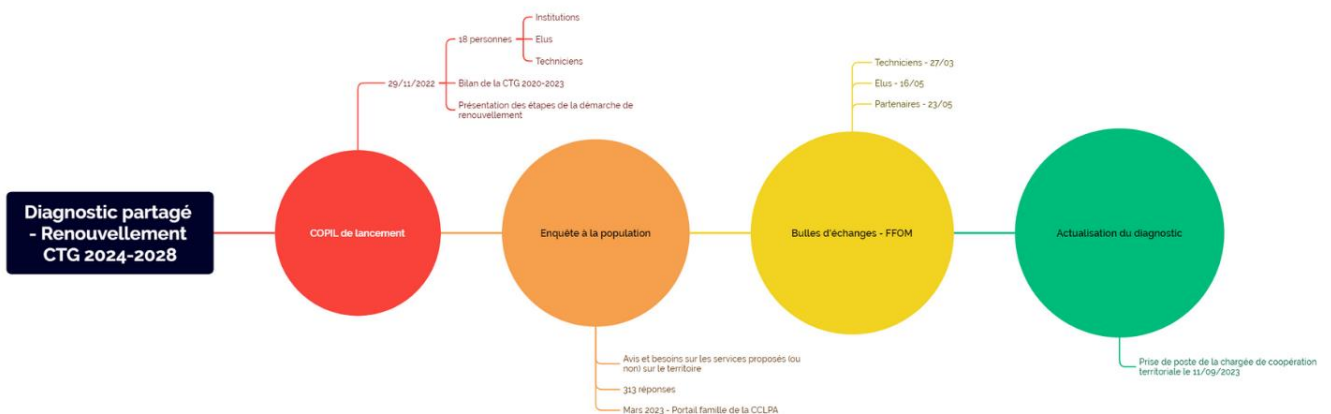 Diagnostic partagé
- Renouvellement
CTG 2024-2028
COPIL de lancement
29/11/2022
18 personnes
Institutions
Elus
Techniciens
Bilan de la CTG 2020-2023
Présentation des étapes de la démarche de
renouvellement
Enquête à la population
Avis et besoins sur les services proposés (ou
non) sur le territoire
313 réponses
Mars 2023 - Portail famille de la CCLPA
Bulles d'échanges - FFOM
Techniciens - 27/03
Elus - 16/05
Partenaires - 23/05
Actualisation du diagnostic
Prise de poste de la chargée de coopération
territoriale le 11/09/2023